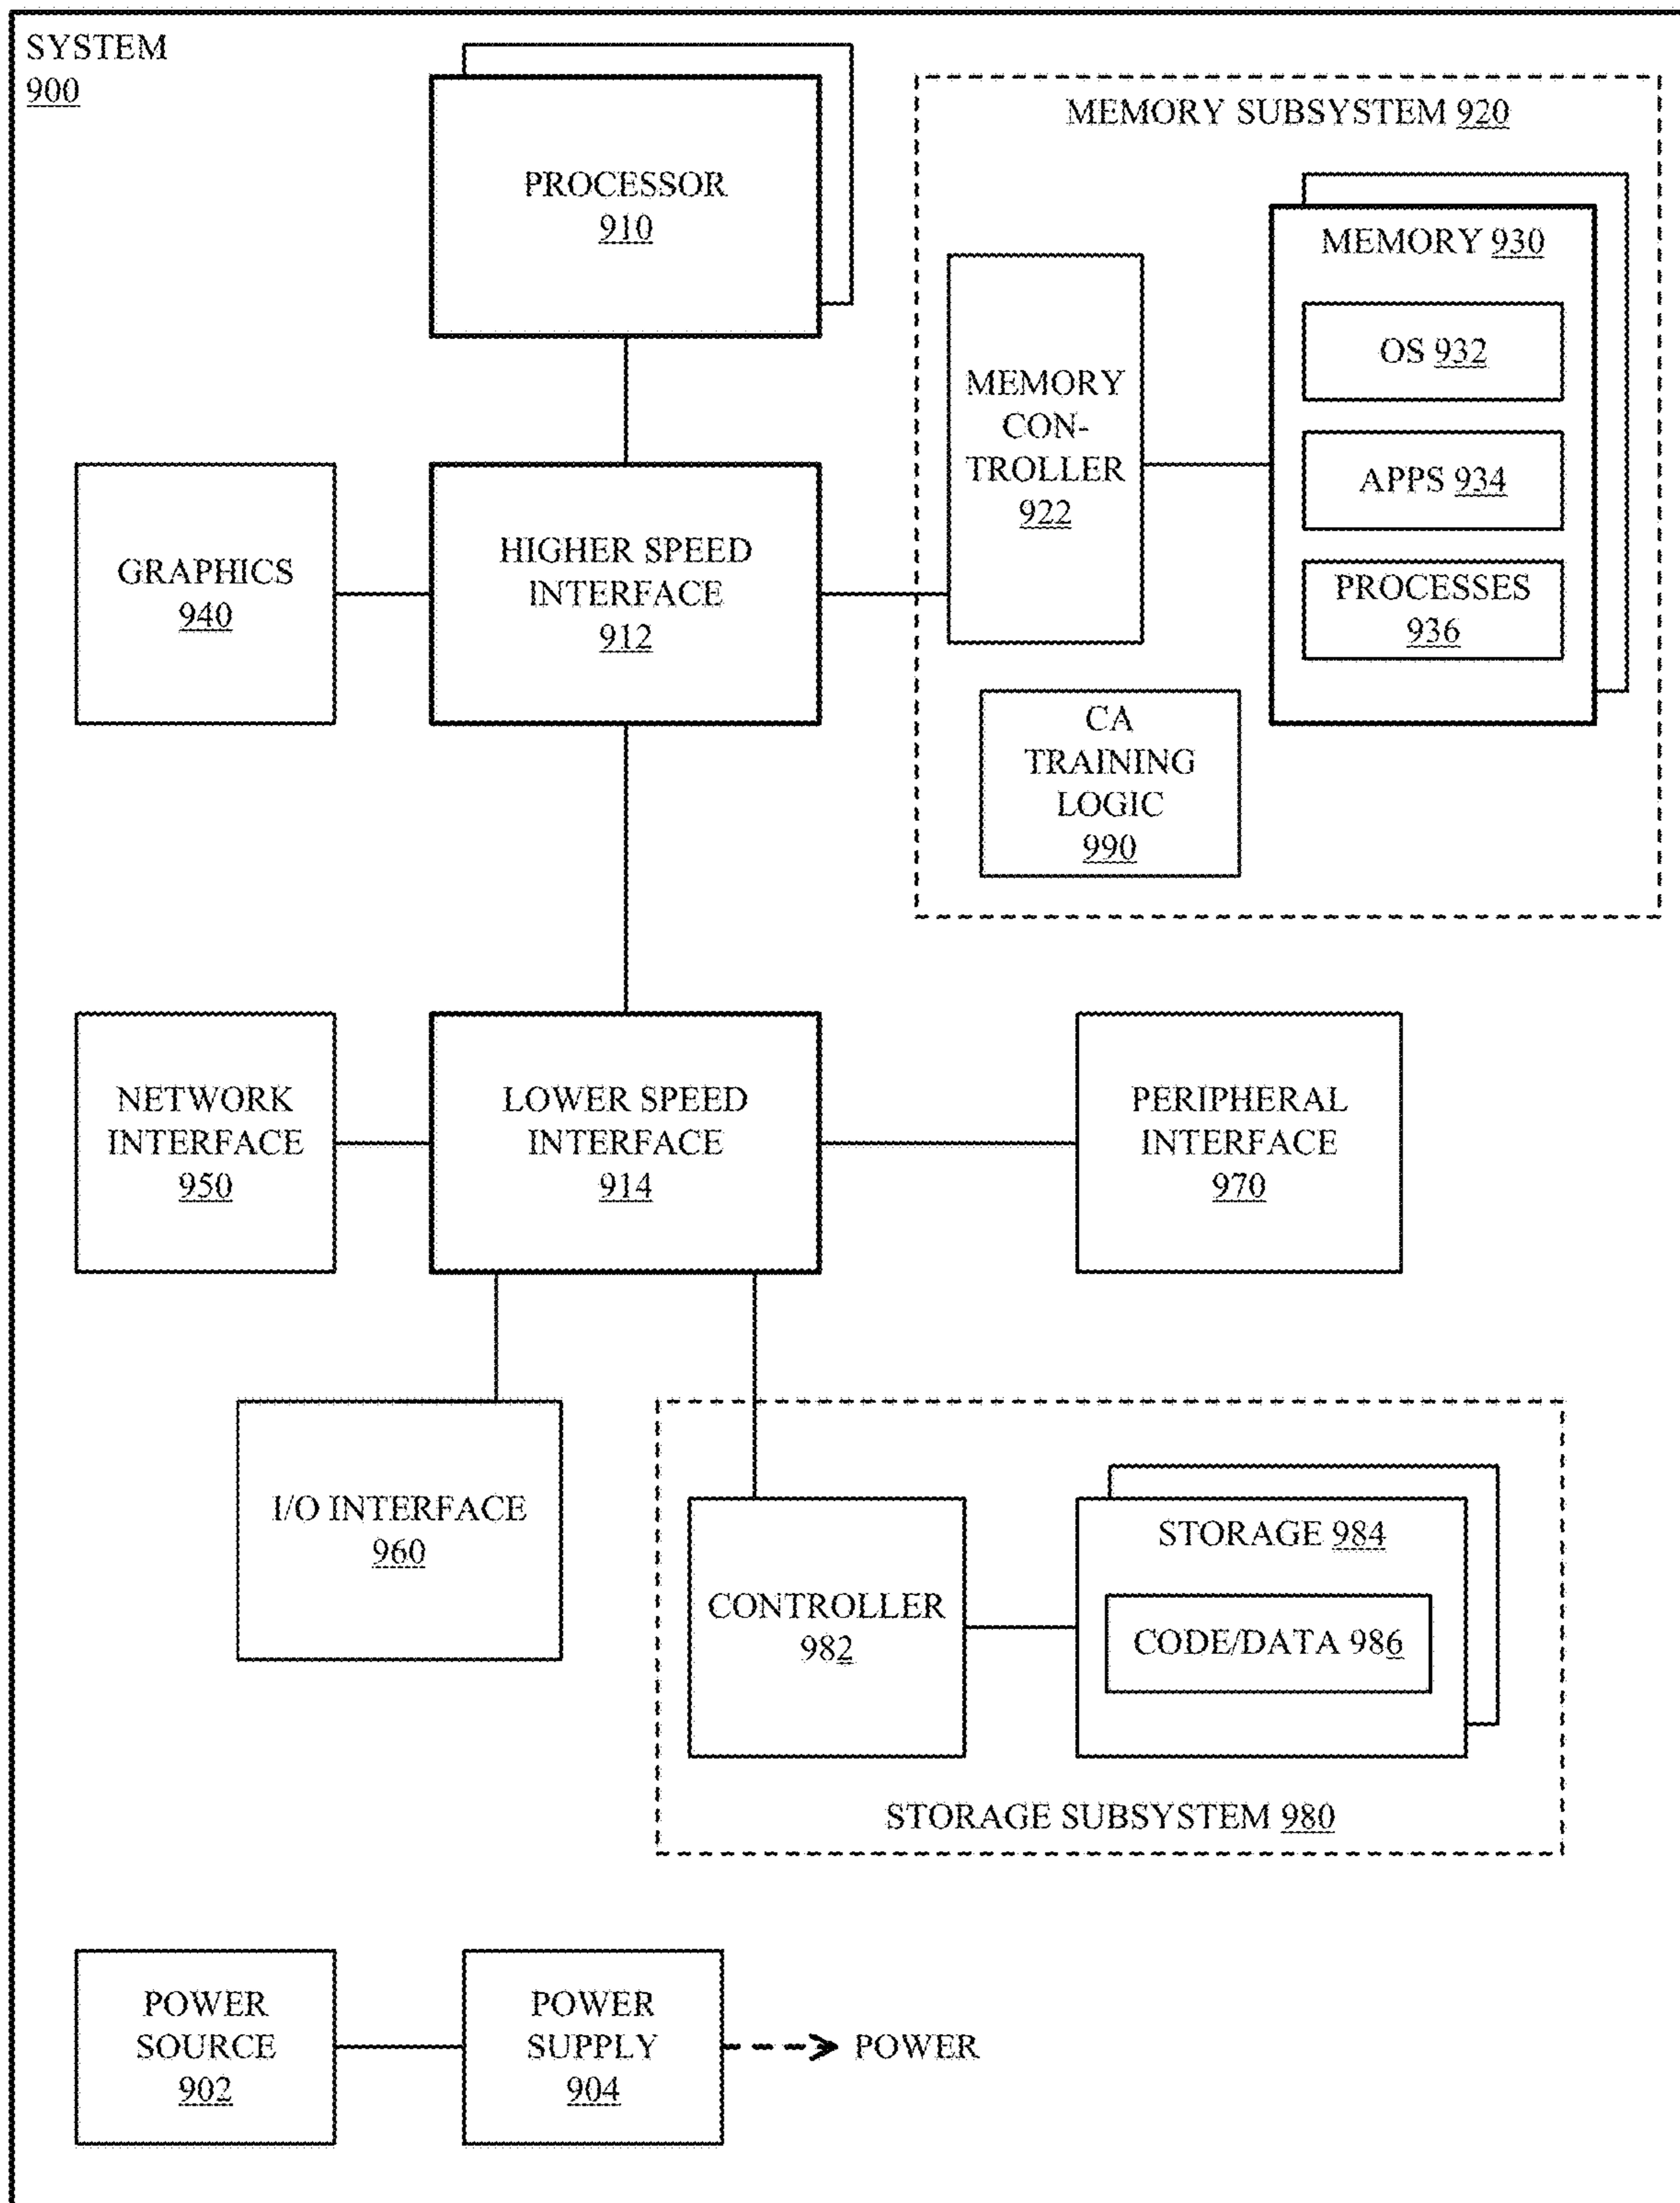 SYSTEM
900
PROCESSOR
910
MEMORY SUBSYSTEM 920
MEMORY 930
OS 932
APPS 934
PROCESSES
936
MEMORY
CON-
TROLLER
922
CA
TRAINING
LOGIC
990
GRAPHICS
940
HIGHER SPEED
INTERFACE
912
NETWORK
INTERFACE
950
LOWER SPEED
INTERFACE
914
PERIPHERAL
INTERFACE
970
I/O INTERFACE
960
CONTROLLER
982
STORAGE 984
CODE/DATA 986
STORAGE SUBSYSTEM 980
POWER
SOURCE
902
POWER
SUPPLY
904
POWER